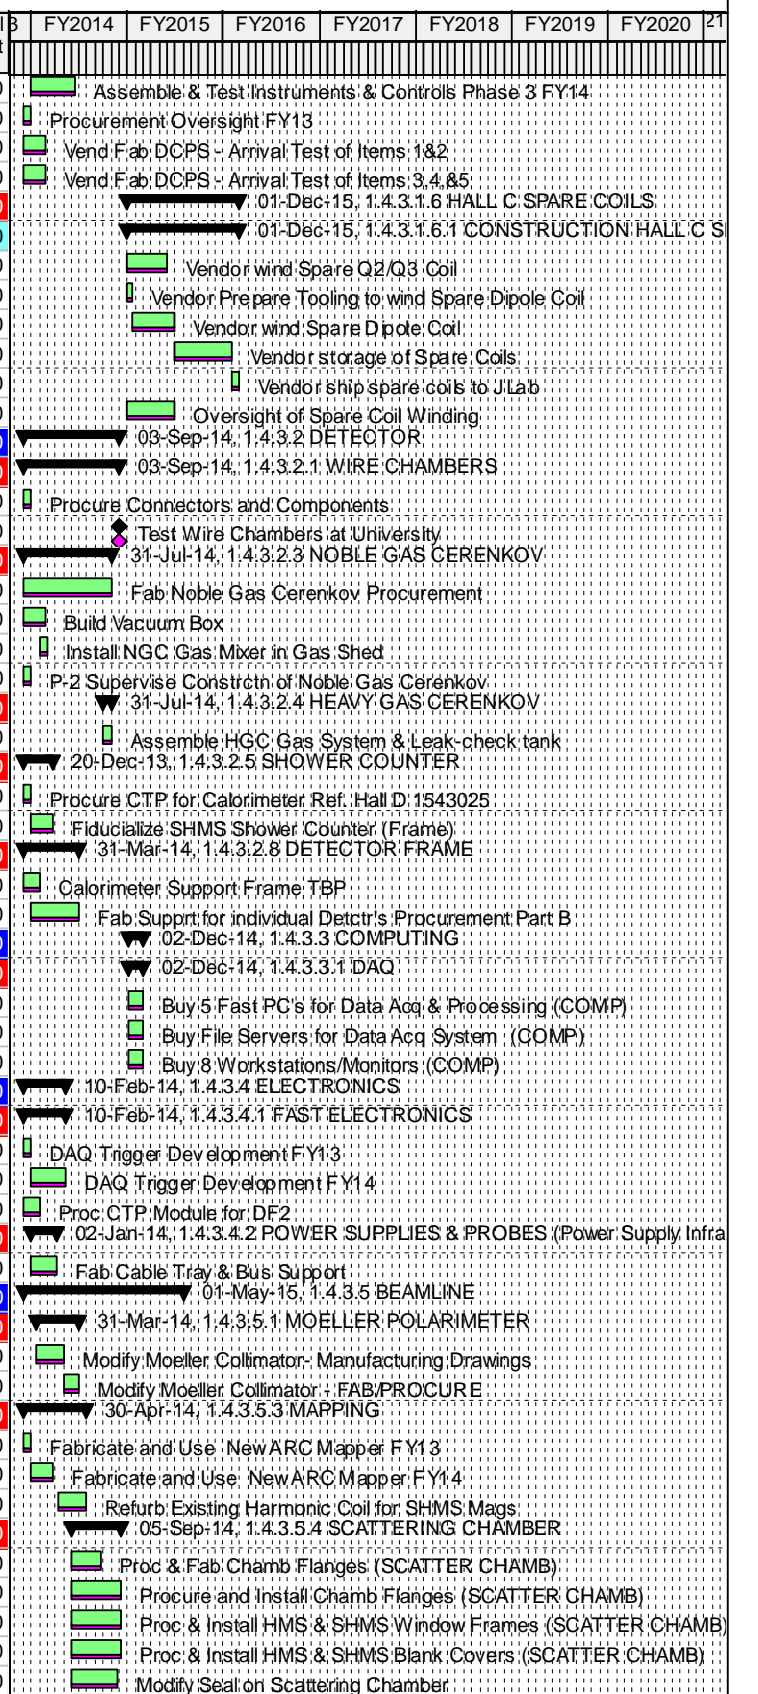 FY2014 FY2015 FY2016 FY2017 FY2018 FY2019 FY2020 21
Assemble & Test Instruments & Controls Phase 3 FY14
Procurement Oversight FY13
Vend Fab DCPS - Arrival Test of Items 1&2
Vend Fab DCPS - Arrival Test of Items 3,4,&5
01-Dec-15, 1.4.3.1.6 HALL C SPARE COILS
01-Dec-15, 1.4.3.1.6.1 CONSTRUCTION HALL C
Vendor wind Spare Q2/Q3 Coil
Vendor Prepare Tooling to wind Spare Dipole Coil
Vendor wind Spare Dipole Coil
Vendor storage of Spare Coils
Vendor ship spare coils to JLab
Oversight of Spare Coil Winding
03-Sep-14, 1.4.3.2 DETECTOR
03-Sep-14, 1.4.3.2.1 WIRE CHAMBERS
Procure Connectors and Components
Test Wire Chambers at University
31-Jul-14, 1.4.3.2.3 NOBLE GAS CERENKOV
Fab Noble Gas Cerenkov Procurement
Build Vacuum Box
Install NGC Gas Mixer in Gas Shed
P-2 Supervise Constrctn of Noble Gas Cerenkov
31-Jul-14, 1.4.3.2.4 HEAVY GAS CERENKOV
Assemble HGC Gas System & Leak-check tank
20-Dec-13, 1.4.3.2.5 SHOWER COUNTER
Procure CTP for Calorimeter Ref. Hall D 1543025
Fiducialize SHMS Shower Counter (Frame)
31-Mar-14, 1.4.3.2.8 DETECTOR FRAME
Calorimeter Support Frame TBP
Fab Supprt for individual Detctr's Procurement Part B
02-Dec-14, 1.4.3.3 COMPUTING
02-Dec-14, 1.4.3.3.1 DAQ
Buy 5 Fast PC's for Data Acq & Processing (COMP)
Buy File Servers for Data Acq System (COMP)
Buy 8 Workstations/Monitors (COMP)
10-Feb-14, 1.4.3.4 ELECTRONICS
10-Feb-14, 1.4.3.4.1 FAST ELECTRONICS
DAQ Trigger Development FY13
DAQ Trigger Development FY14
Proc CTP Module for DF2
02-Jan-14, 1.4.3.4.2 POWER SUPPLIES & PROBES (Power Supply Infra
Fab Cable Tray & Bus Support
01-May-15, 1.4.3.5 BEAMLINE
31-Mar-14, 1.4.3.5.1 MOELLER POLARIMETER
Modify Moeller Collimator- Manufacturing Drawings
Modify Moeller Collimator - FAB/PROCURE
30-Apr-14, 1.4.3.5.3 MAPPING
Fabricate and Use New ARC Mapper FY13
Fabricate and Use New ARC Mapper FY14
Refurb Existing Harmonic Coil for SHMS Mags
05-Sep-14, 1.4.3.5.4 SCATTERING CHAMBER
Proc & Fab Chamb Flanges (SCATTER CHAMB)
Procure and Install Chamb Flanges (SCATTER CHAMB)
Proc & Install HMS & SHMS Window Frames (SCATTER CHAMB)
Proc & Install HMS & SHMS Blank Covers (SCATTER CHAMB)
Modify Seal on Scattering Chamber